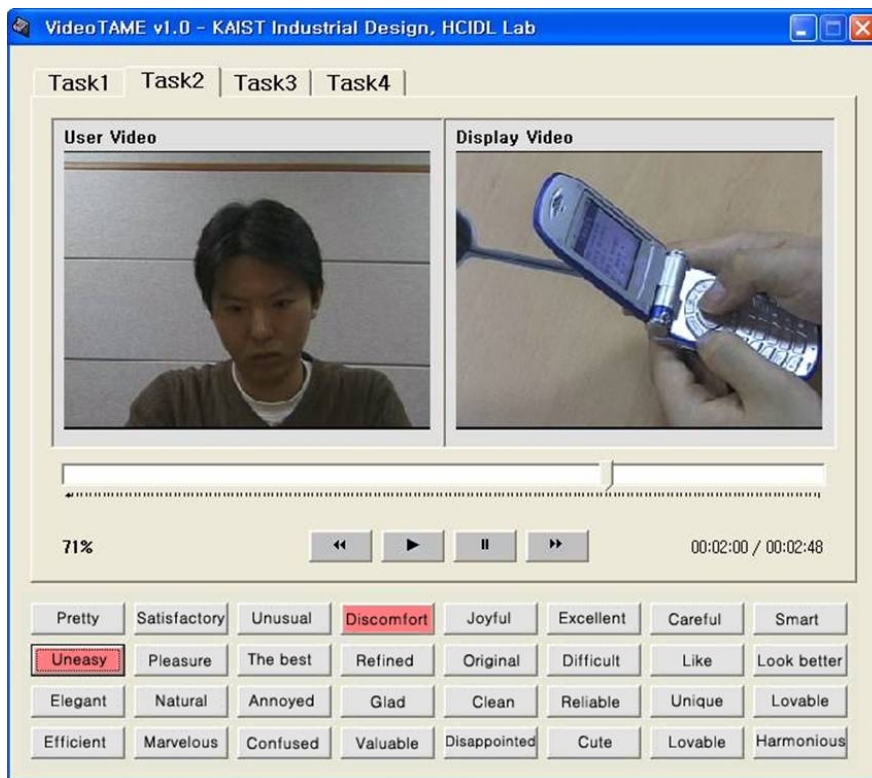 VideoTAME v1.0 - KAIST Industrial Design, HCIDL Lab
Task1 Task2 Task3 Task4
User Video Display Video
71% 00:02:00 / 00:02:48
Pretty Satisfactory Unusual Discomfort Joyful Excellent Careful Smart
Uneasy Pleasure The best Refined Original Difficult Like Look better
Elegant Natural Annoyed Glad Clean Reliable Unique Lovable
Efficient Marvelous Confused Valuable Disappointed Cute Lovable Harmonious